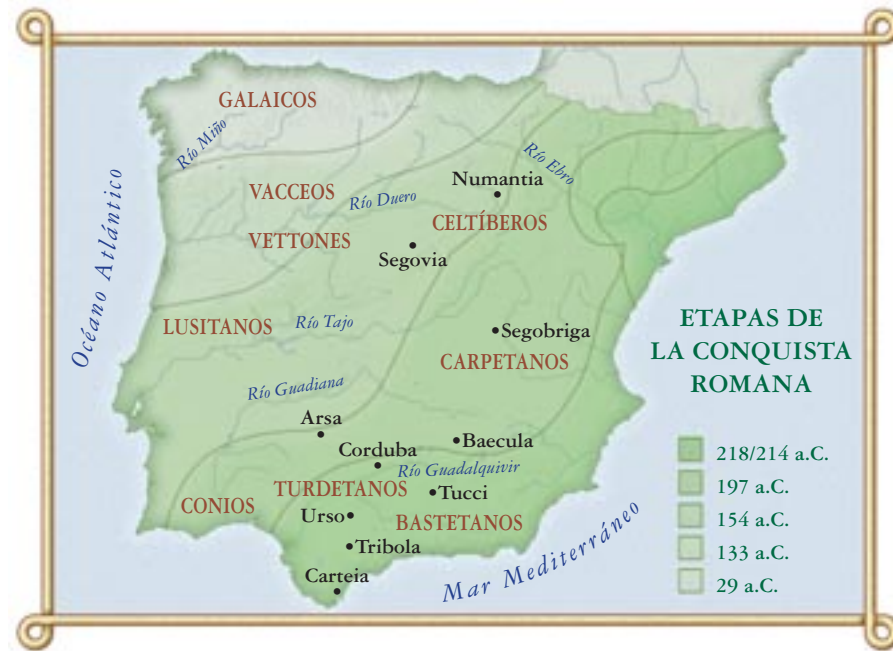 GALAICOS
Río Miño
VACCEOS
Río Duero
VETTONES
Numantia
Río Ebro
CELTÍBEROS
Segovia
Océano Atlántico
LUSITANOS
Río Tajo
Segobriga
CARPETANOS
Río Guadiana
Arsa
Corduba
Baecula
Río Guadalquivir
TURDETANOS
Tucci
CONIOS
Urso
BASTETANOS
Tribola
Carteia
Mar Mediterráneo
ETAPAS DE
LA CONQUISTA
ROMANA
218/214 a.C.
197 a.C.
154 a.C.
133 a.C.
29 a.C.